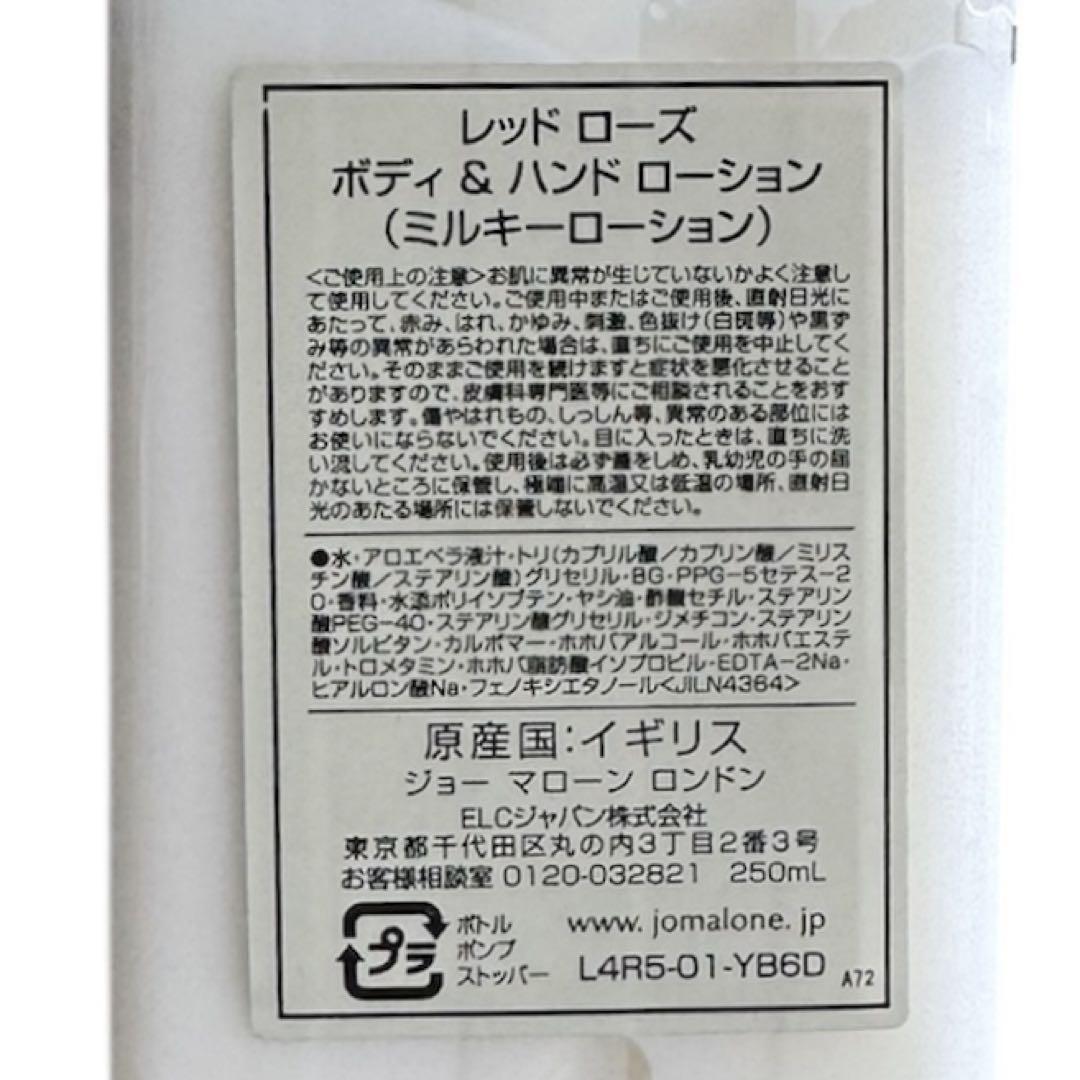 レッド ローズ
ボディ & ハンド ローション
（ミルキーローション）
＜ご使用上の注意＞お肌に異常が生じていないかよく注意し
て使用してください。ご使用中またはご使用後、直射日光に
あたって、赤み、はれ、かゆみ、刺激、色抜け（白斑等）や黒ず
み等の異常があらわれた場合は、直ちにご使用を中止してく
ださい。そのままご使用を続けますと症状を悪化させること
がありますので、皮膚科専門医等にご相談されることをおす
すめします。傷やはれもの、しっしん等、異常のある部位には
お使いにならないでください。目に入ったときは、直ちに洗
い流してください。使用後は必ず蓋をしめ、乳幼児の手の届
かないところに保管し、極端に高温又は低温の場所、直射日
光のあたる場所には保管しないでください。
●水・アロエベラ液汁・トリ（カプリル酸／カプリン酸／ミリス
チン酸／ステアリン酸）グリセリル・BG・PPG－5セテス－2
0・香料・水添ポリイソブテン・ヤシ油・酢酸セチル・ステアリン
酸PEG－40・ステアリン酸グリセリル・ジメチコン・ステアリン
酸ソルビタン・カルボマー・ホホバアルコール・ホホバエステ
ル・トロメタミン・ホホバ脂肪酸イソプロピル・EDTA－2Na・
ヒアルロン酸Na・フェノキシエタノール＜JILN4364＞
原産国：イギリス
ジョー マローン ロンドン
ELCジャパン株式会社
東京都千代田区丸の内3丁目2番3号
お客様相談室 0120-032821 250mL
プラ
ボトル
ポンプ
ストッパー
www.jomalone.jp
L4R5-01-YB6D
A72